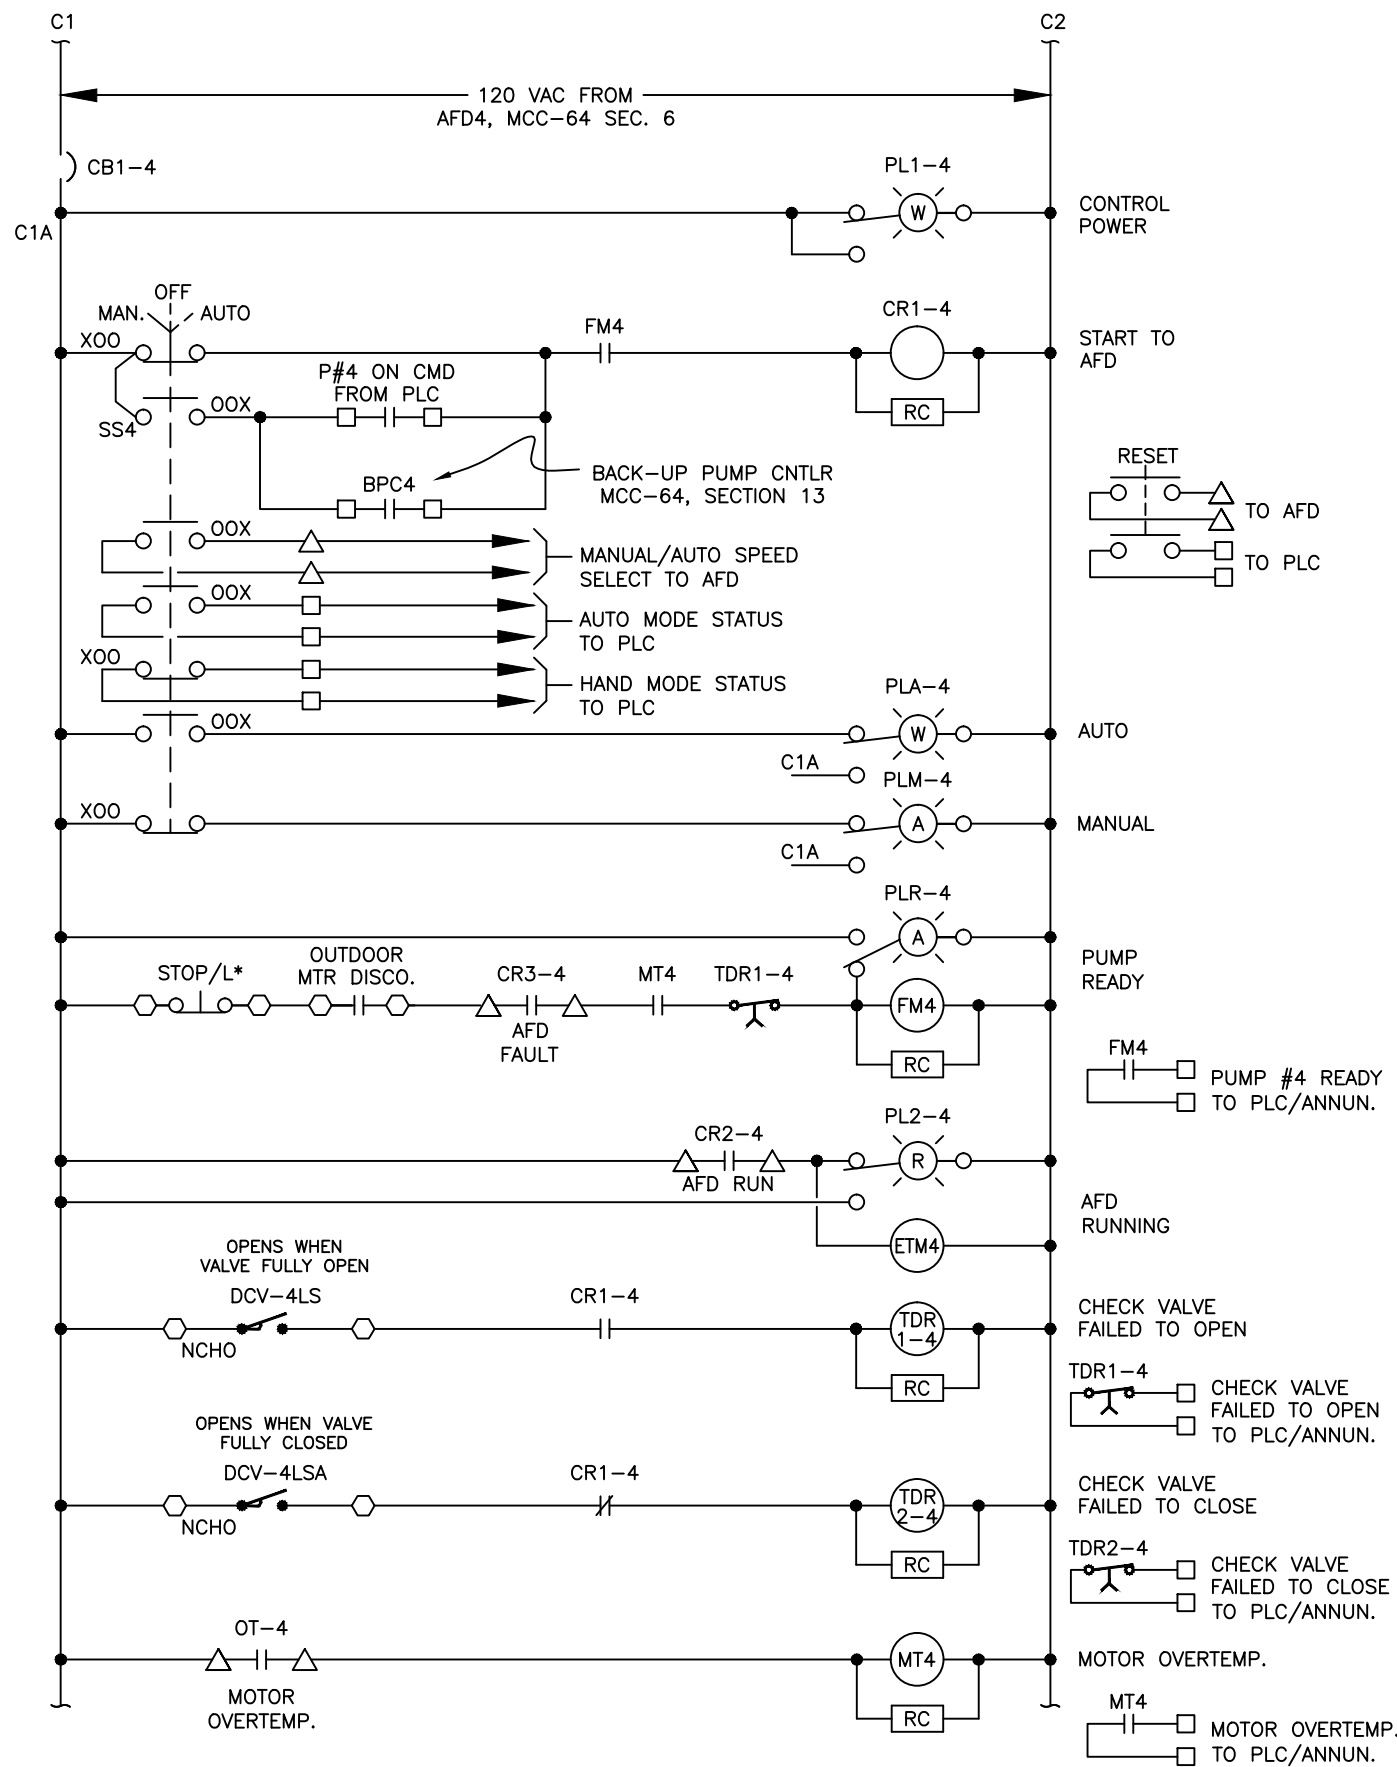 C1
C2
120 VAC FROM
AFD4, MCC-64 SEC. 6
CB1-4
PL1-4
W
CONTROL
POWER
C1A
OFF
MAN.
AUTO
XOO
FM4
CR1-4
START TO
AFD
P#4 ON CMD
FROM PLC
OOX
SS4
RC
BPC4
BACK-UP PUMP CNTLR
MCC-64, SECTION 13
RESET
TO AFD
TO PLC
OOX
MANUAL/AUTO SPEED
SELECT TO AFD
OOX
AUTO MODE STATUS
TO PLC
XOO
HAND MODE STATUS
TO PLC
OOX
PLA-4
W
AUTO
C1A
PLM-4
XOO
A
MANUAL
C1A
PLR-4
A
PUMP
READY
STOP/L*
OUTDOOR
MTR DISCO.
CR3-4
AFD
FAULT
MT4
TDR1-4
FM4
RC
FM4
PUMP #4 READY
TO PLC/ANNUN.
CR2-4
AFD RUN
PL2-4
R
AFD
RUNNING
ETM4
OPENS WHEN
VALVE FULLY OPEN
DCV-4LS
NCHO
CR1-4
TDR
1-4
RC
CHECK VALVE
FAILED TO OPEN
TDR1-4
CHECK VALVE
FAILED TO OPEN
TO PLC/ANNUN.
OPENS WHEN VALVE
FULLY CLOSED
DCV-4LSA
NCHO
CR1-4
TDR
2-4
RC
CHECK VALVE
FAILED TO CLOSE
TDR2-4
CHECK VALVE
FAILED TO CLOSE
TO PLC/ANNUN.
OT-4
MOTOR
OVERTEMP.
MT4
RC
MOTOR OVERTEMP.
MT4
MOTOR OVERTEMP.
TO PLC/ANNUN.